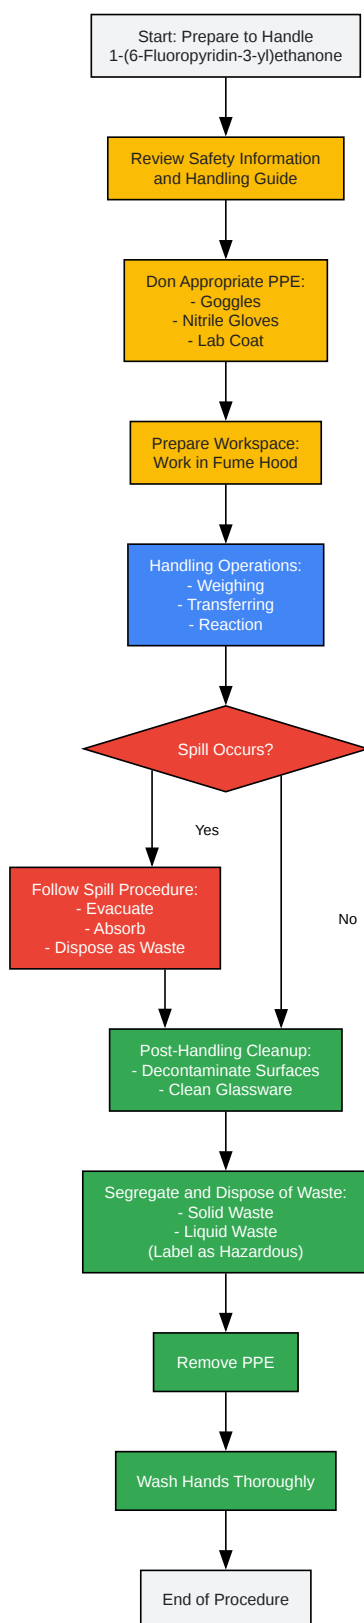 Start: Prepare to Handle
1-(6-Fluoropyridin-3-yl)ethanone
Review Safety Information
and Handling Guide
Don Appropriate PPE:
- Goggles
- Nitrile Gloves
- Lab Coat
Prepare Workspace:
Work in Fume Hood
Handling Operations:
- Weighing
- Transferring
- Reaction
Spill Occurs?
Yes
Follow Spill Procedure:
- Evacuate
- Absorb
- Dispose as Waste
No
Post-Handling Cleanup:
- Decontaminate Surfaces
- Clean Glassware
Segregate and Dispose of Waste:
- Solid Waste
- Liquid Waste
(Label as Hazardous)
Remove PPE
Wash Hands Thoroughly
End of Procedure